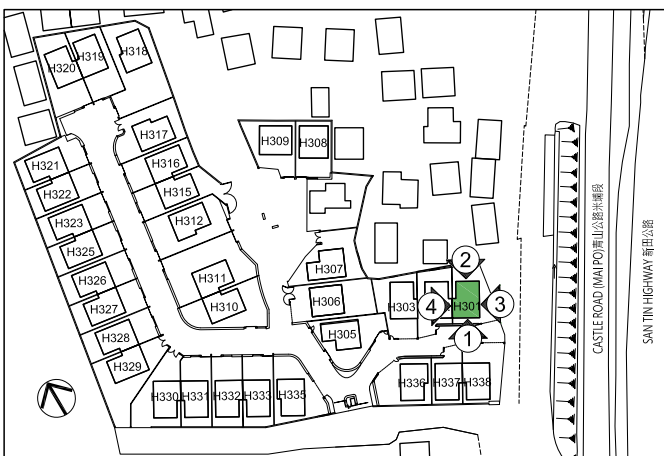 H318
H319
H320
H317
H309
H308
H316
H321
H315
H322
H312
H323
H325
H307
H311
H326
H306
H303
H301
H310
H327
H305
H328
H329
H336
H337
H338
H330
H331
H332
H333
H335
2
4
3
1
CASTLE ROAD (MAI PO)青山公路米埔段
SAN TIN HIGHWAY 新田公路